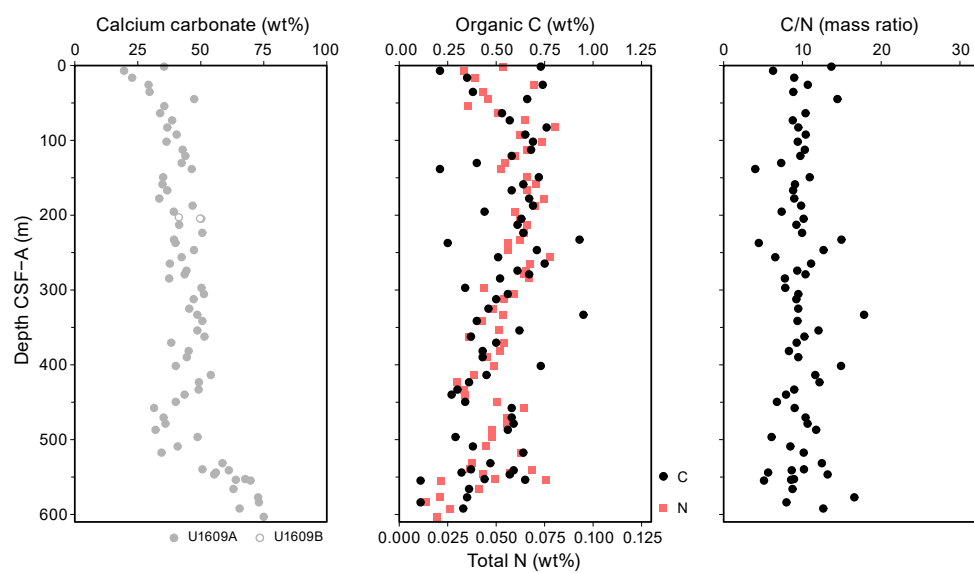 Calcium carbonate (wt%)
Organic C (wt%)
C/N (mass ratio)
0 25 50 75 100
0.00 0.25 0.50 0.75 1.00 1.25
0 10 20 30
0
100
200
300
400
500
600
Depth CSF−A (m)
C
N
U1609A U1609B
0.000 0.025 0.050 0.075 0.100 0.125
Total N (wt%)